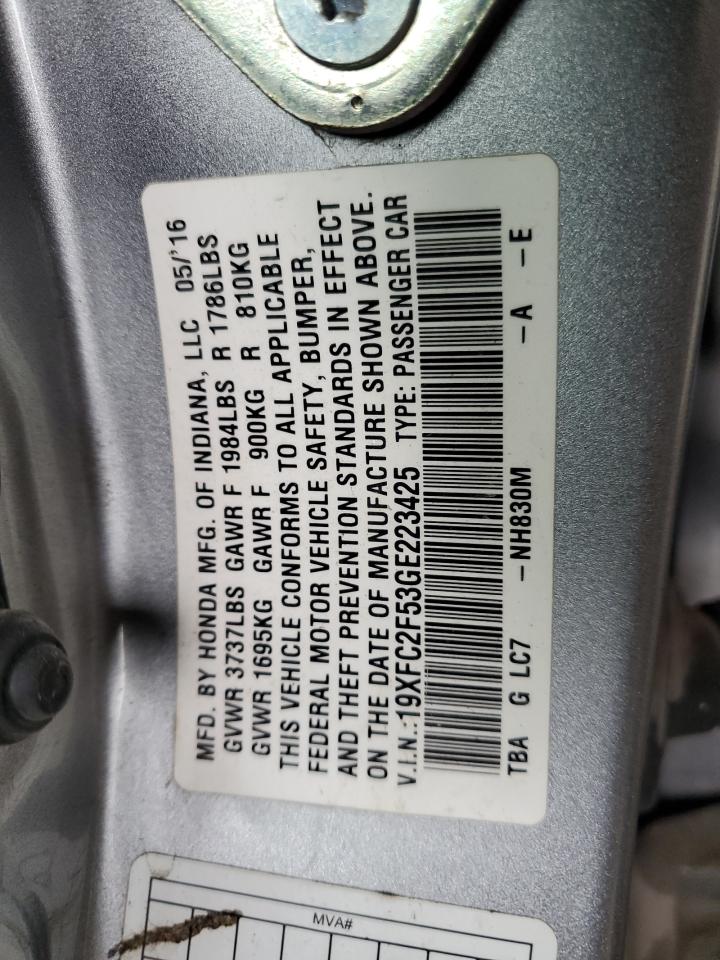 MFD. BY HONDA MFG. OF INDIANA, LLC 05/'16
GVWR 3737LBS GAWR F 1984LBS R 1786LBS
GVWR 1695KG GAWR F 900KG R 810KG
THIS VEHICLE CONFORMS TO ALL APPLICABLE
FEDERAL MOTOR VEHICLE SAFETY, BUMPER,
AND THEFT PREVENTION STANDARDS IN EFFECT
ON THE DATE OF MANUFACTURE SHOWN ABOVE.
V.I.N.:19XFC2F53GE223425 TYPE: PASSENGER CAR
TBA G LC7 -NH830M -A -E
MVA#